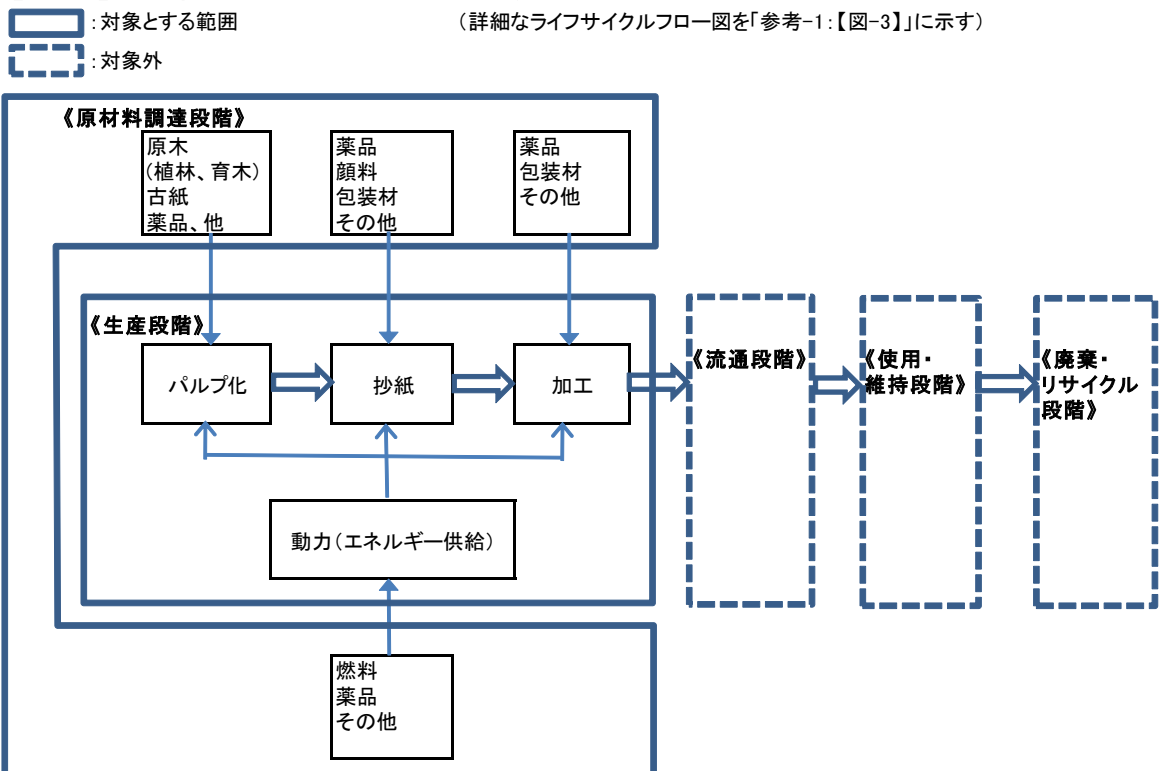 :対象とする範囲
(詳細なライフサイクルフロー図を「参考-1:【図-3】」に示す)
:対象外
《原材料調達段階》
原木
(植林、育木)
古紙
薬品、他
薬品
顔料
包装材
その他
薬品
包装材
その他
《生産段階》
パルプ化
抄紙
加工
動力(エネルギー供給)
《流通段階》
《使用・
維持段階》
《廃棄・
リサイクル
段階》
燃料
薬品
その他